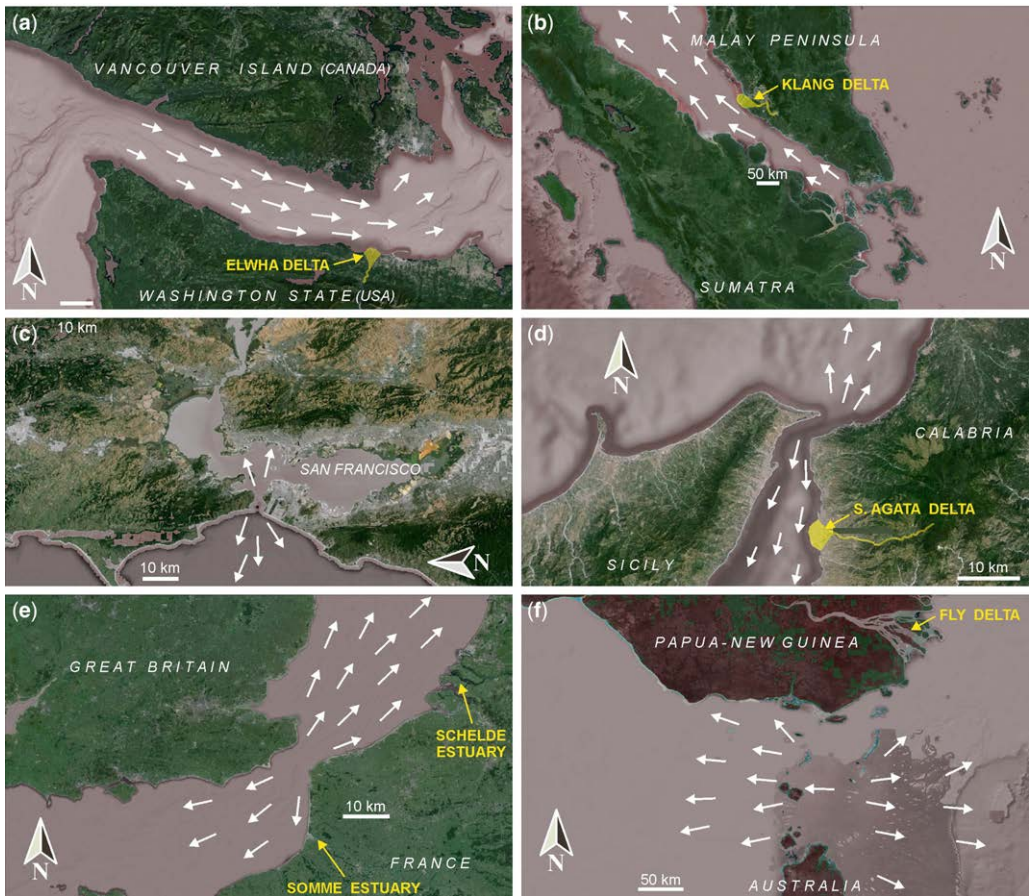 (a)
VANCOUVER ISLAND (CANADA)
ELWHA DELTA
WASHINGTON STATE (USA)
N
(b)
MALAY PENINSULA
KLANG DELTA
50 km
SUMATRA
N
(c)
10 km
SAN FRANCISCO
10 km
N
(d)
N
CALABRIA
S. AGATA DELTA
SICILY
10 km
(e)
GREAT BRITAIN
SCHELDE
ESTUARY
10 km
N
FRANCE
SOMME ESTUARY
(f)
FLY DELTA
PAPUA-NEW GUINEA
N
50 km
AUSTRALIA